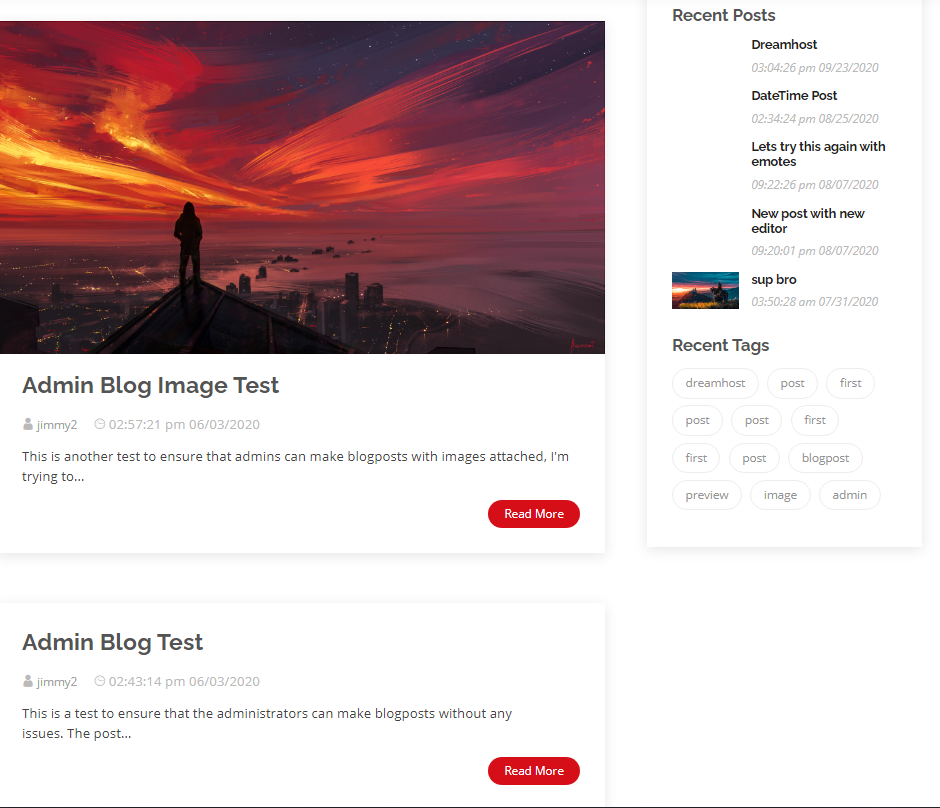 Admin Blog Image Test
jimmy2 02:57:21 pm 06/03/2020
This is another test to ensure that admins can make blogposts with images attached, I'm
trying to...
Read More
Admin Blog Test
jimmy2 02:43:14 pm 06/03/2020
This is a test to ensure that the administrators can make blogposts without any
issues. The post...
Read More
Recent Posts
Dreamhost
03:04:26 pm 09/23/2020
DateTime Post
02:34:24 pm 08/25/2020
Lets try this again with
emotes
09:22:26 pm 08/07/2020
New post with new
editor
09:20:01 pm 08/07/2020
sup bro
03:50:28 am 07/31/2020
Recent Tags
dreamhost post first
post post first
first post blogpost
preview image admin